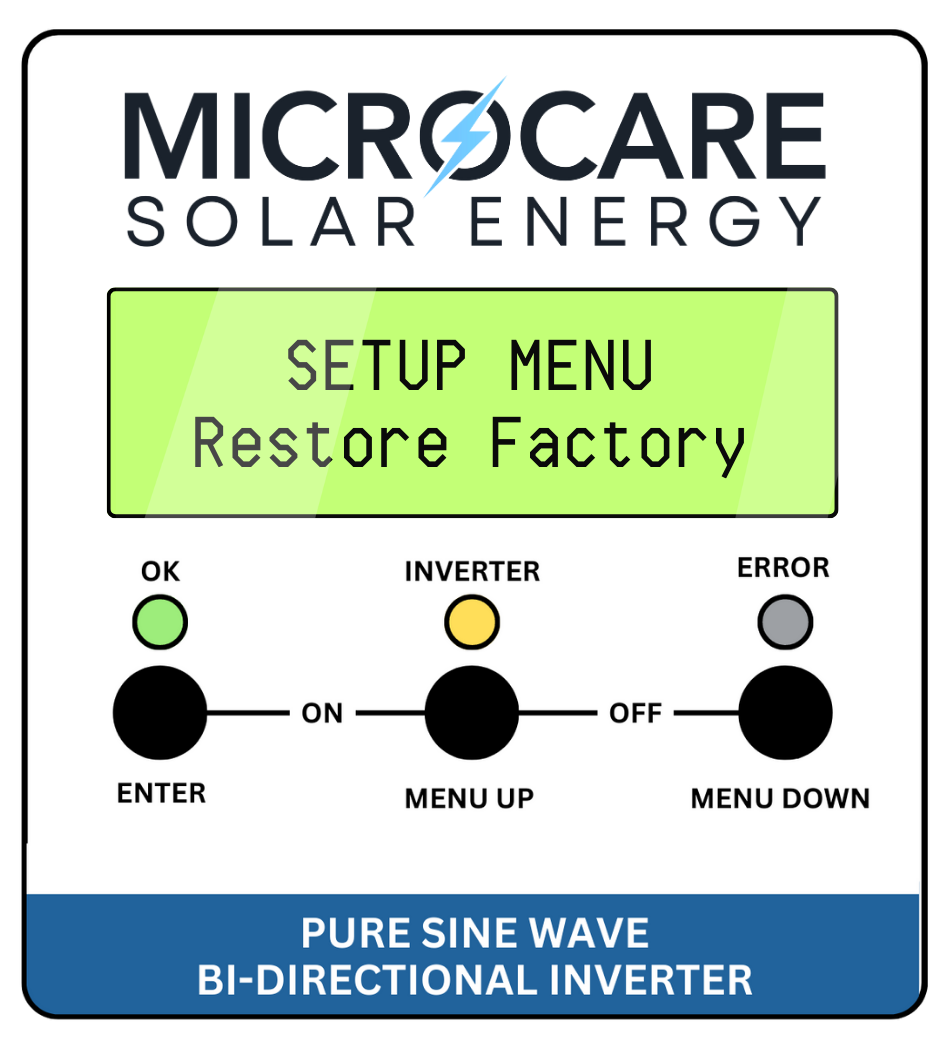 MICROCARE
SOLAR ENERGY
SETUP MENU
Restore Factory
OK INVERTER ERROR
ON OFF
ENTER MENU UP MENU DOWN
PURE SINE WAVE
BI-DIRECTIONAL INVERTER